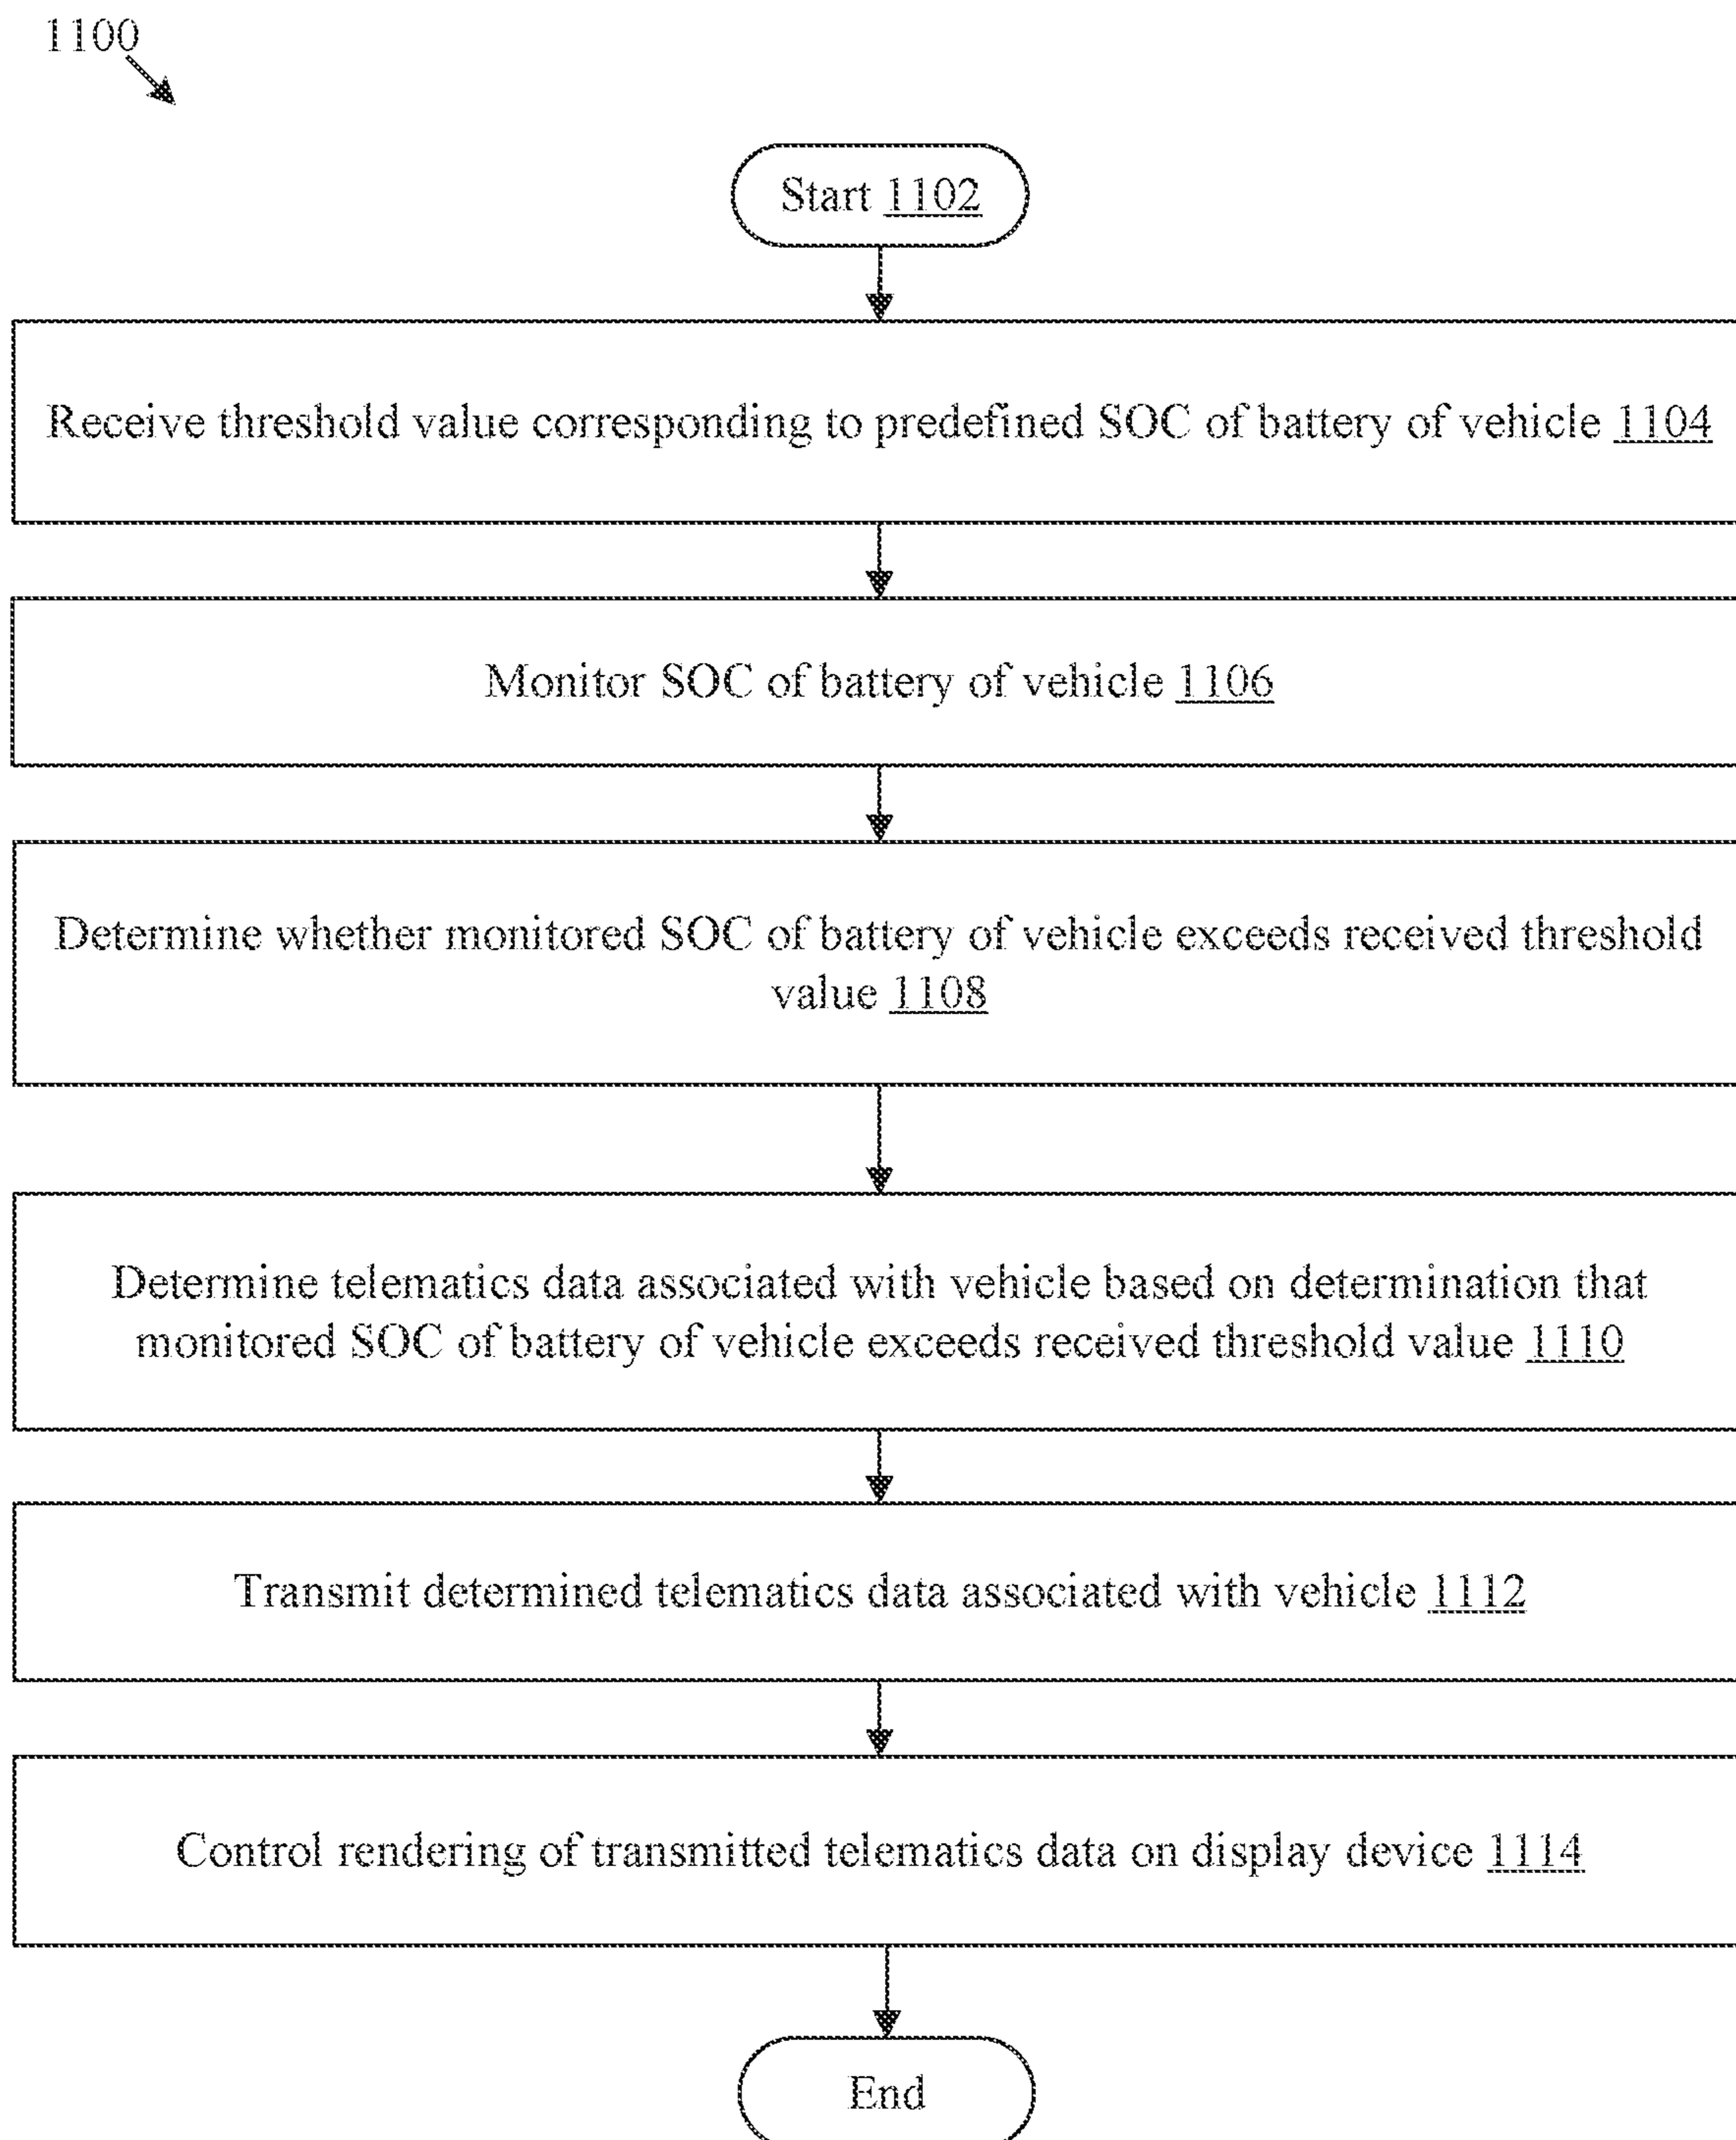 1100
Start 1102
Receive threshold value corresponding to predefined SOC of battery of vehicle 1104
Monitor SOC of battery of vehicle 1106
Determine whether monitored SOC of battery of vehicle exceeds received threshold
value 1108
Determine telematics data associated with vehicle based on determination that
monitored SOC of battery of vehicle exceeds received threshold value 1110
Transmit determined telematics data associated with vehicle 1112
Control rendering of transmitted telematics data on display device 1114
End